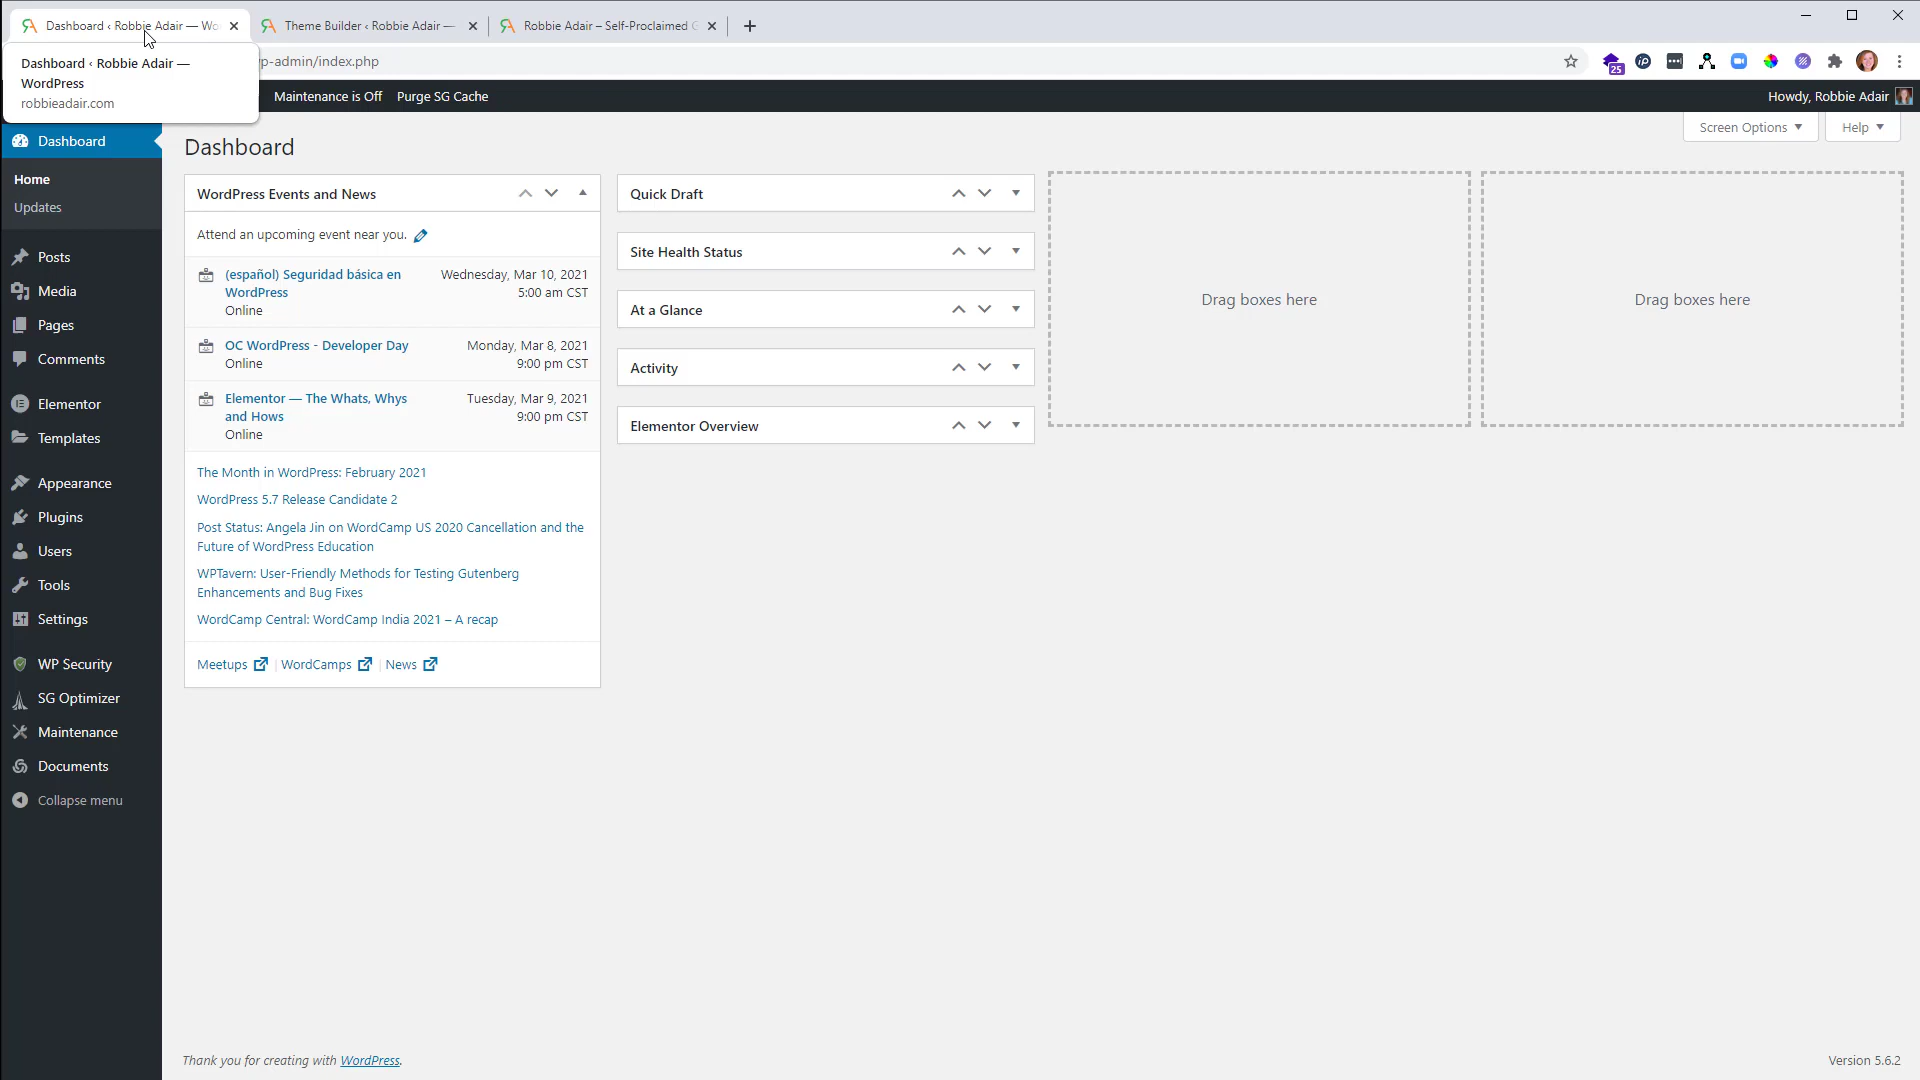 Dashboard ‹ Robbie Adair — Wo
Theme Builder ‹ Robbie Adair —
Robbie Adair – Self-Proclaimed G
Dashboard ‹ Robbie Adair —
WordPress
robbieadair.com
p-admin/index.php
25
Maintenance is Off
Purge SG Cache
Howdy, Robbie Adair
Screen Options
Help
Dashboard
Home
Updates
Posts
Media
Pages
Comments
Elementor
Templates
Appearance
Plugins
Users
Tools
Settings
WP Security
SG Optimizer
Maintenance
Documents
Collapse menu
Dashboard
WordPress Events and News
Attend an upcoming event near you.
(español) Seguridad básica en
WordPress
Online
Wednesday, Mar 10, 2021
5:00 am CST
OC WordPress - Developer Day
Online
Monday, Mar 8, 2021
9:00 pm CST
Elementor — The Whats, Whys
and Hows
Online
Tuesday, Mar 9, 2021
9:00 pm CST
The Month in WordPress: February 2021
WordPress 5.7 Release Candidate 2
Post Status: Angela Jin on WordCamp US 2020 Cancellation and the
Future of WordPress Education
WPTavern: User-Friendly Methods for Testing Gutenberg
Enhancements and Bug Fixes
WordCamp Central: WordCamp India 2021 – A recap
Meetups | WordCamps | News
Quick Draft
Site Health Status
At a Glance
Activity
Elementor Overview
Drag boxes here
Drag boxes here
Thank you for creating with WordPress.
Version 5.6.2